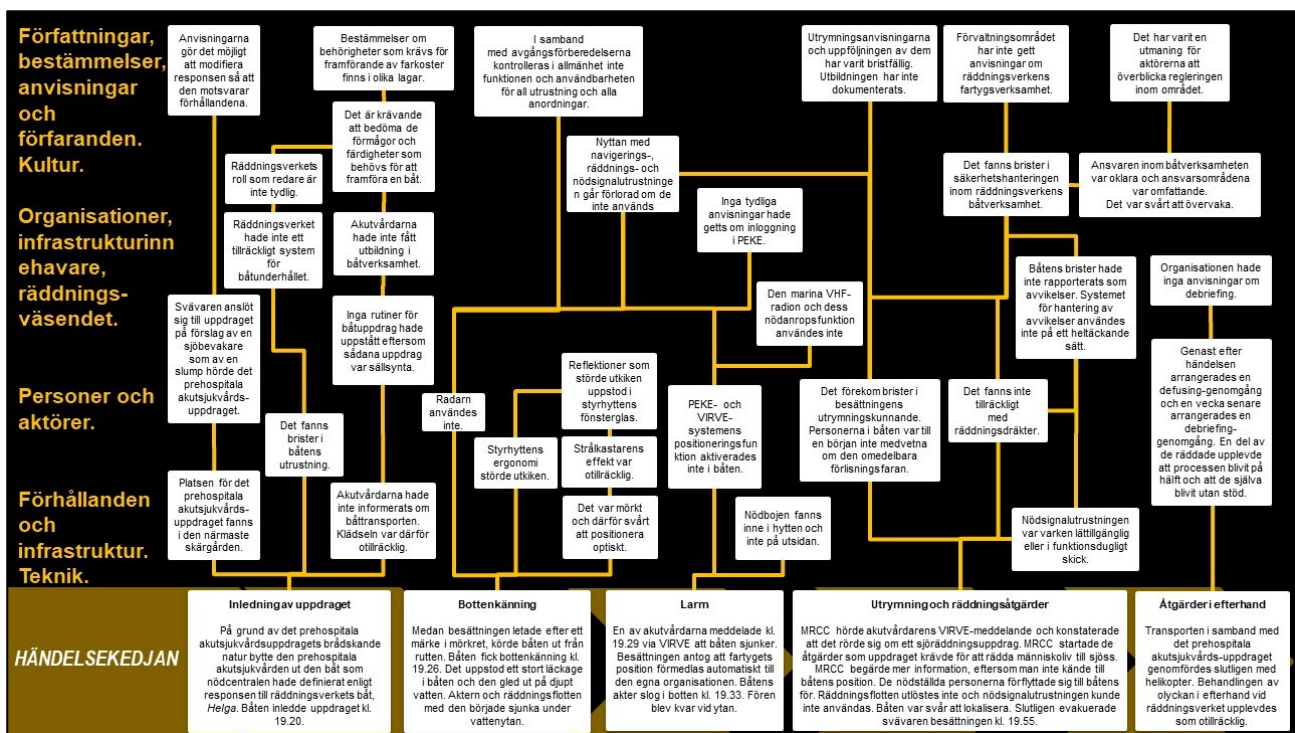 Författningar,
bestämmelser,
anvisningar
och
förfaranden.
Kultur.
Organisationer,
infrastrukturinn
ehavare,
räddnings-
väsendet.
Personer och
aktörer.
Förhållanden
och
infrastruktur.
Teknik.
Anvisningarna
gör det möjligt
att modifiera
responsen så att
den motsvarar
förhållandena.
Svävaren anslöt
sig till uppdraget
på förslag av en
sjöbevakare
som av en
slump hörde det
prehospitala
akutsjukvårds-
uppdraget.
Platsen för det
prehospitala
akutsjukvårds-
uppdraget fanns
i den närmaste
skärgården.
Räddningsverkets
roll som redare är
inte tydlig.
Räddningsverket
hade inte ett
tillräckligt system
för
båtunderhållet.
Det fanns
brister i
båtens
utrustning.
Bestämmelser om
behörigheter som krävs för
framförande av farkoster
finns i olika lagar.
Det är krävande
att bedöma de
förmågor och
färdigheter som
behövs för att
framföra en båt.
Akutvårdarna
hade inte fått
utbildning i
båtverksamhet.
Inga rutiner för
båtuppdrag hade
uppstått eftersom
sådana uppdrag
var sällsynta.
Akutvårdarna hade
inte informerats om
båttransporten.
Klädseln var därför
otillräcklig.
I samband
med avgångsförberedelserna
kontrolleras i allmänhet inte
funktionen och användbarheten
för all utrustning och alla
anordningar.
Nyttan med
navigerings-,
räddnings- och
nödsignalutrustninge
n går förlorad om de
inte används
Inga tydliga
anvisningar hade
getts om inloggning
i PEKE.
Den marina VHF-
radion och dess
nödanropsfunktion
användes inte
Radarn
användes
inte.
Styrhyttens
ergonomi
störde utkiken.
Reflektioner som
störde utkiken
uppstod i
styrhyttens
fönsterglas.
Strålkastarens
effekt var
otillräcklig.
Det var mörkt
och därför svårt
att positionera
optiskt.
PEKE- och
VIRVE-
systemens
positioneringsfun
ktion aktiverades
inte i båten.
Nödbojen fanns
inne i hytten och
inte på utsidan.
Utrymningsanvisningarna
och uppföljningen av dem
har varit bristfällig.
Utbildningen har inte
dokumenterats.
Det förekom brister i
besättningens
utrymningskunnande.
Personerna i båten var till
en början inte medvetna
om den omedelbara
förlisningsfaran.
Förvaltningsområdet
har inte gett
anvisningar om
räddningsverkens
fartygsverksamhet.
Det fanns brister i
säkerhetshanteringen
inom räddningsverkens
båtverksamhet.
Det fanns inte
tillräckligt
med
räddningsdräkter.
Det har varit en
utmaning för
aktörerna att
överblicka regleringen
inom området.
Ansvaren inom båtverksamheten
var oklara och ansvarsområdena
var omfattande.
Det var svårt att övervaka.
Båtens brister hade
inte rapporterats som
avvikelser. Systemet
för hantering av
avvikelser användes
inte på ett heltäckande
sätt.
Nödsignalutrustningen
var varken lättillgänglig
eller i funktionsdugligt
skick.
Organisationen hade
inga anvisningar om
debriefing.
Genast efter
händelsen
arrangerades en
defusing-genomgång
och en vecka senare
arrangerades en
debriefing-
genomgång. En del av
de räddade upplevde
att processen blivit på
hälft och att de själva
blivit utan stöd.
HÄNDELSEKEDJAN
Inledning av uppdraget
På grund av det prehospitala
akutsjukvårdsuppdragets brådskande
natur bytte den prehospitala
akutsjukvården ut den båt som
nödcentralen hade definierat enligt
responsen till räddningsverkets båt,
Helga. Båten inledde uppdraget kl.
19.20.
Bottenkänning
Medan besättningen letade efter ett
märke i mörkret, körde båten ut från
rutten. Båten fick bottenkänning kl.
19.26. Det uppstod ett stort läckage
i båten och den gled ut på djupt
vatten. Aktern och räddningsflotten
med den började sjunka under
vattenytan.
Larm
En av akutvårdarna meddelade kl.
19.29 via VIRVE att båten sjunker.
Besättningen antog att fartygets
position förmedlas automatiskt till
den egna organisationen. Båtens
akter slog i botten kl. 19.33. Fören
blev kvar vid ytan.
Utrymning och räddningsåtgärder
MRCC hörde akutvårdarens VIRVE-meddelande och konstaterade
att det rörde sig om ett sjöräddningsuppdrag. MRCC startade de
åtgärder som uppdraget krävde för att rädda människoliv till sjöss.
MRCC begärde mer information, eftersom man inte kände till
båtens position. De nödställda personerna förflyttade sig till båtens
för. Räddningsflotten utlöstes inte och nödsignalutrustningen kunde
inte användas. Båten var svår att lokalisera. Slutligen evakuerade
svävaren besättningen kl. 19.55.
Åtgärder i efterhand
Transporten i samband med
det prehospitala
akutsjukvårds-uppdraget
genomfördes slutligen med
helikopter. Behandlingen av
olyckan i efterhand vid
räddningsverket upplevdes
som otillräcklig.